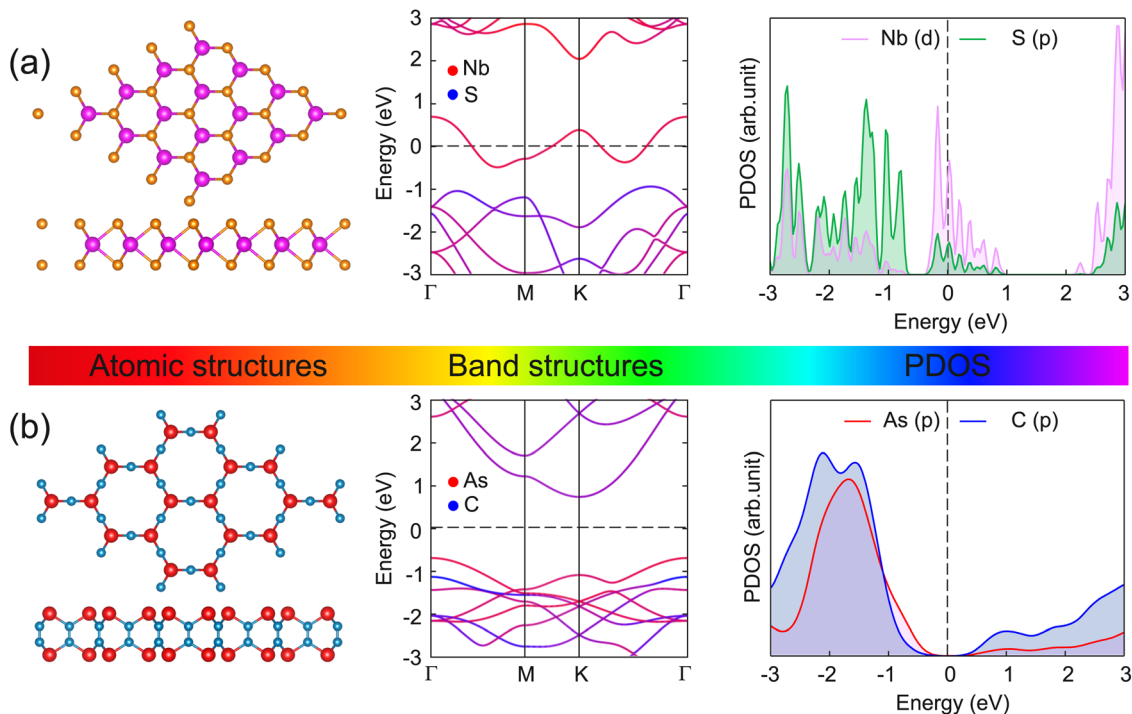 (a)
3
2
1
0
-1
-2
-3
Energy (eV)
Nb
S
Γ M K Γ
Nb (d) S (p)
PDOS (arb.unit)
-3 -2 -1 0 1 2 3
Energy (eV)
Atomic structures Band structures PDOS
(b)
3
2
1
0
-1
-2
-3
Energy (eV)
As
C
Γ M K Γ
As (p) C (p)
PDOS (arb.unit)
-3 -2 -1 0 1 2 3
Energy (eV)